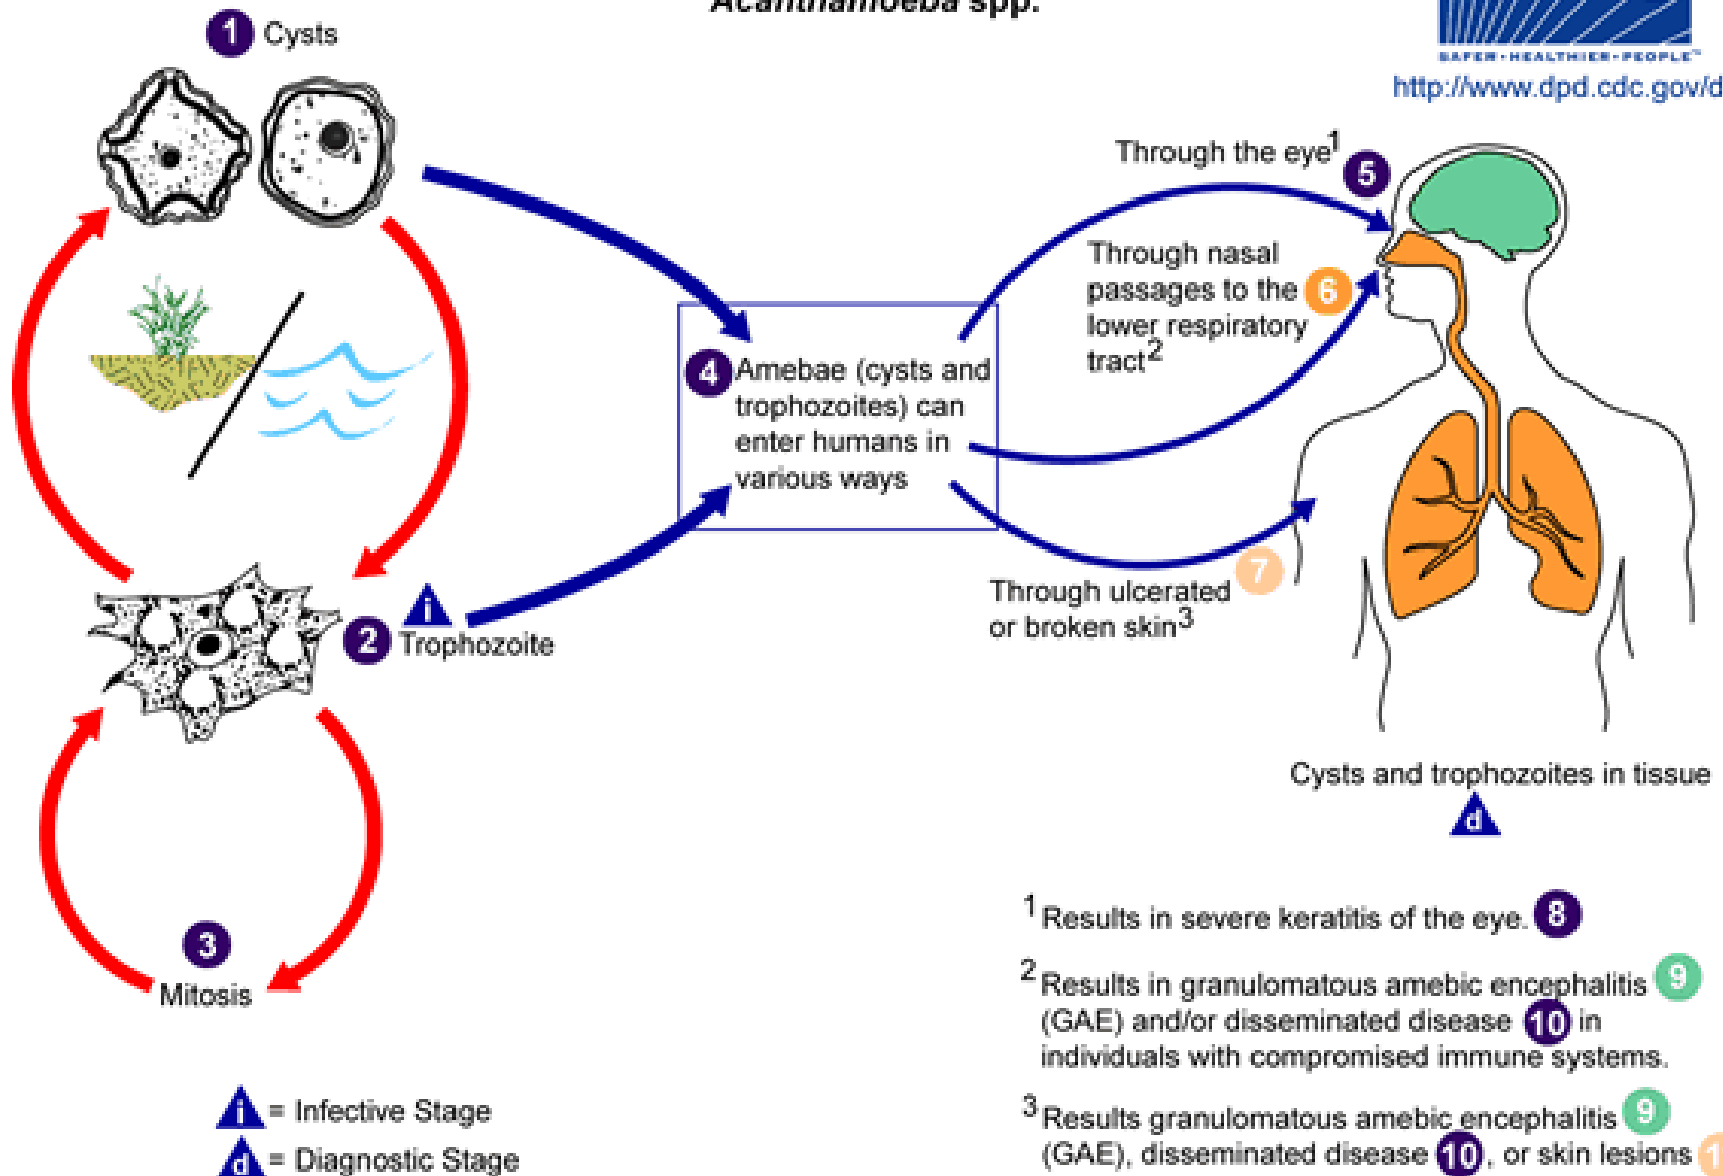 Acanthamoeba spp.
SAFER•HEALTHIER•PEOPLE™
http://www.dpd.cdc.gov/d
1 Cysts
Through the eye1
5
Through nasal
passages to the 6
lower respiratory
tract2
4 Amebae (cysts and
trophozoites) can
enter humans in
various ways
7
Through ulcerated
or broken skin3
i
2 Trophozoite
Cysts and trophozoites in tissue
d
3
Mitosis
1 Results in severe keratitis of the eye. 8
2 Results in granulomatous amebic encephalitis 9
(GAE) and/or disseminated disease 10 in
individuals with compromised immune systems.
3 Results granulomatous amebic encephalitis 9
(GAE), disseminated disease 10, or skin lesions
i = Infective Stage
d = Diagnostic Stage